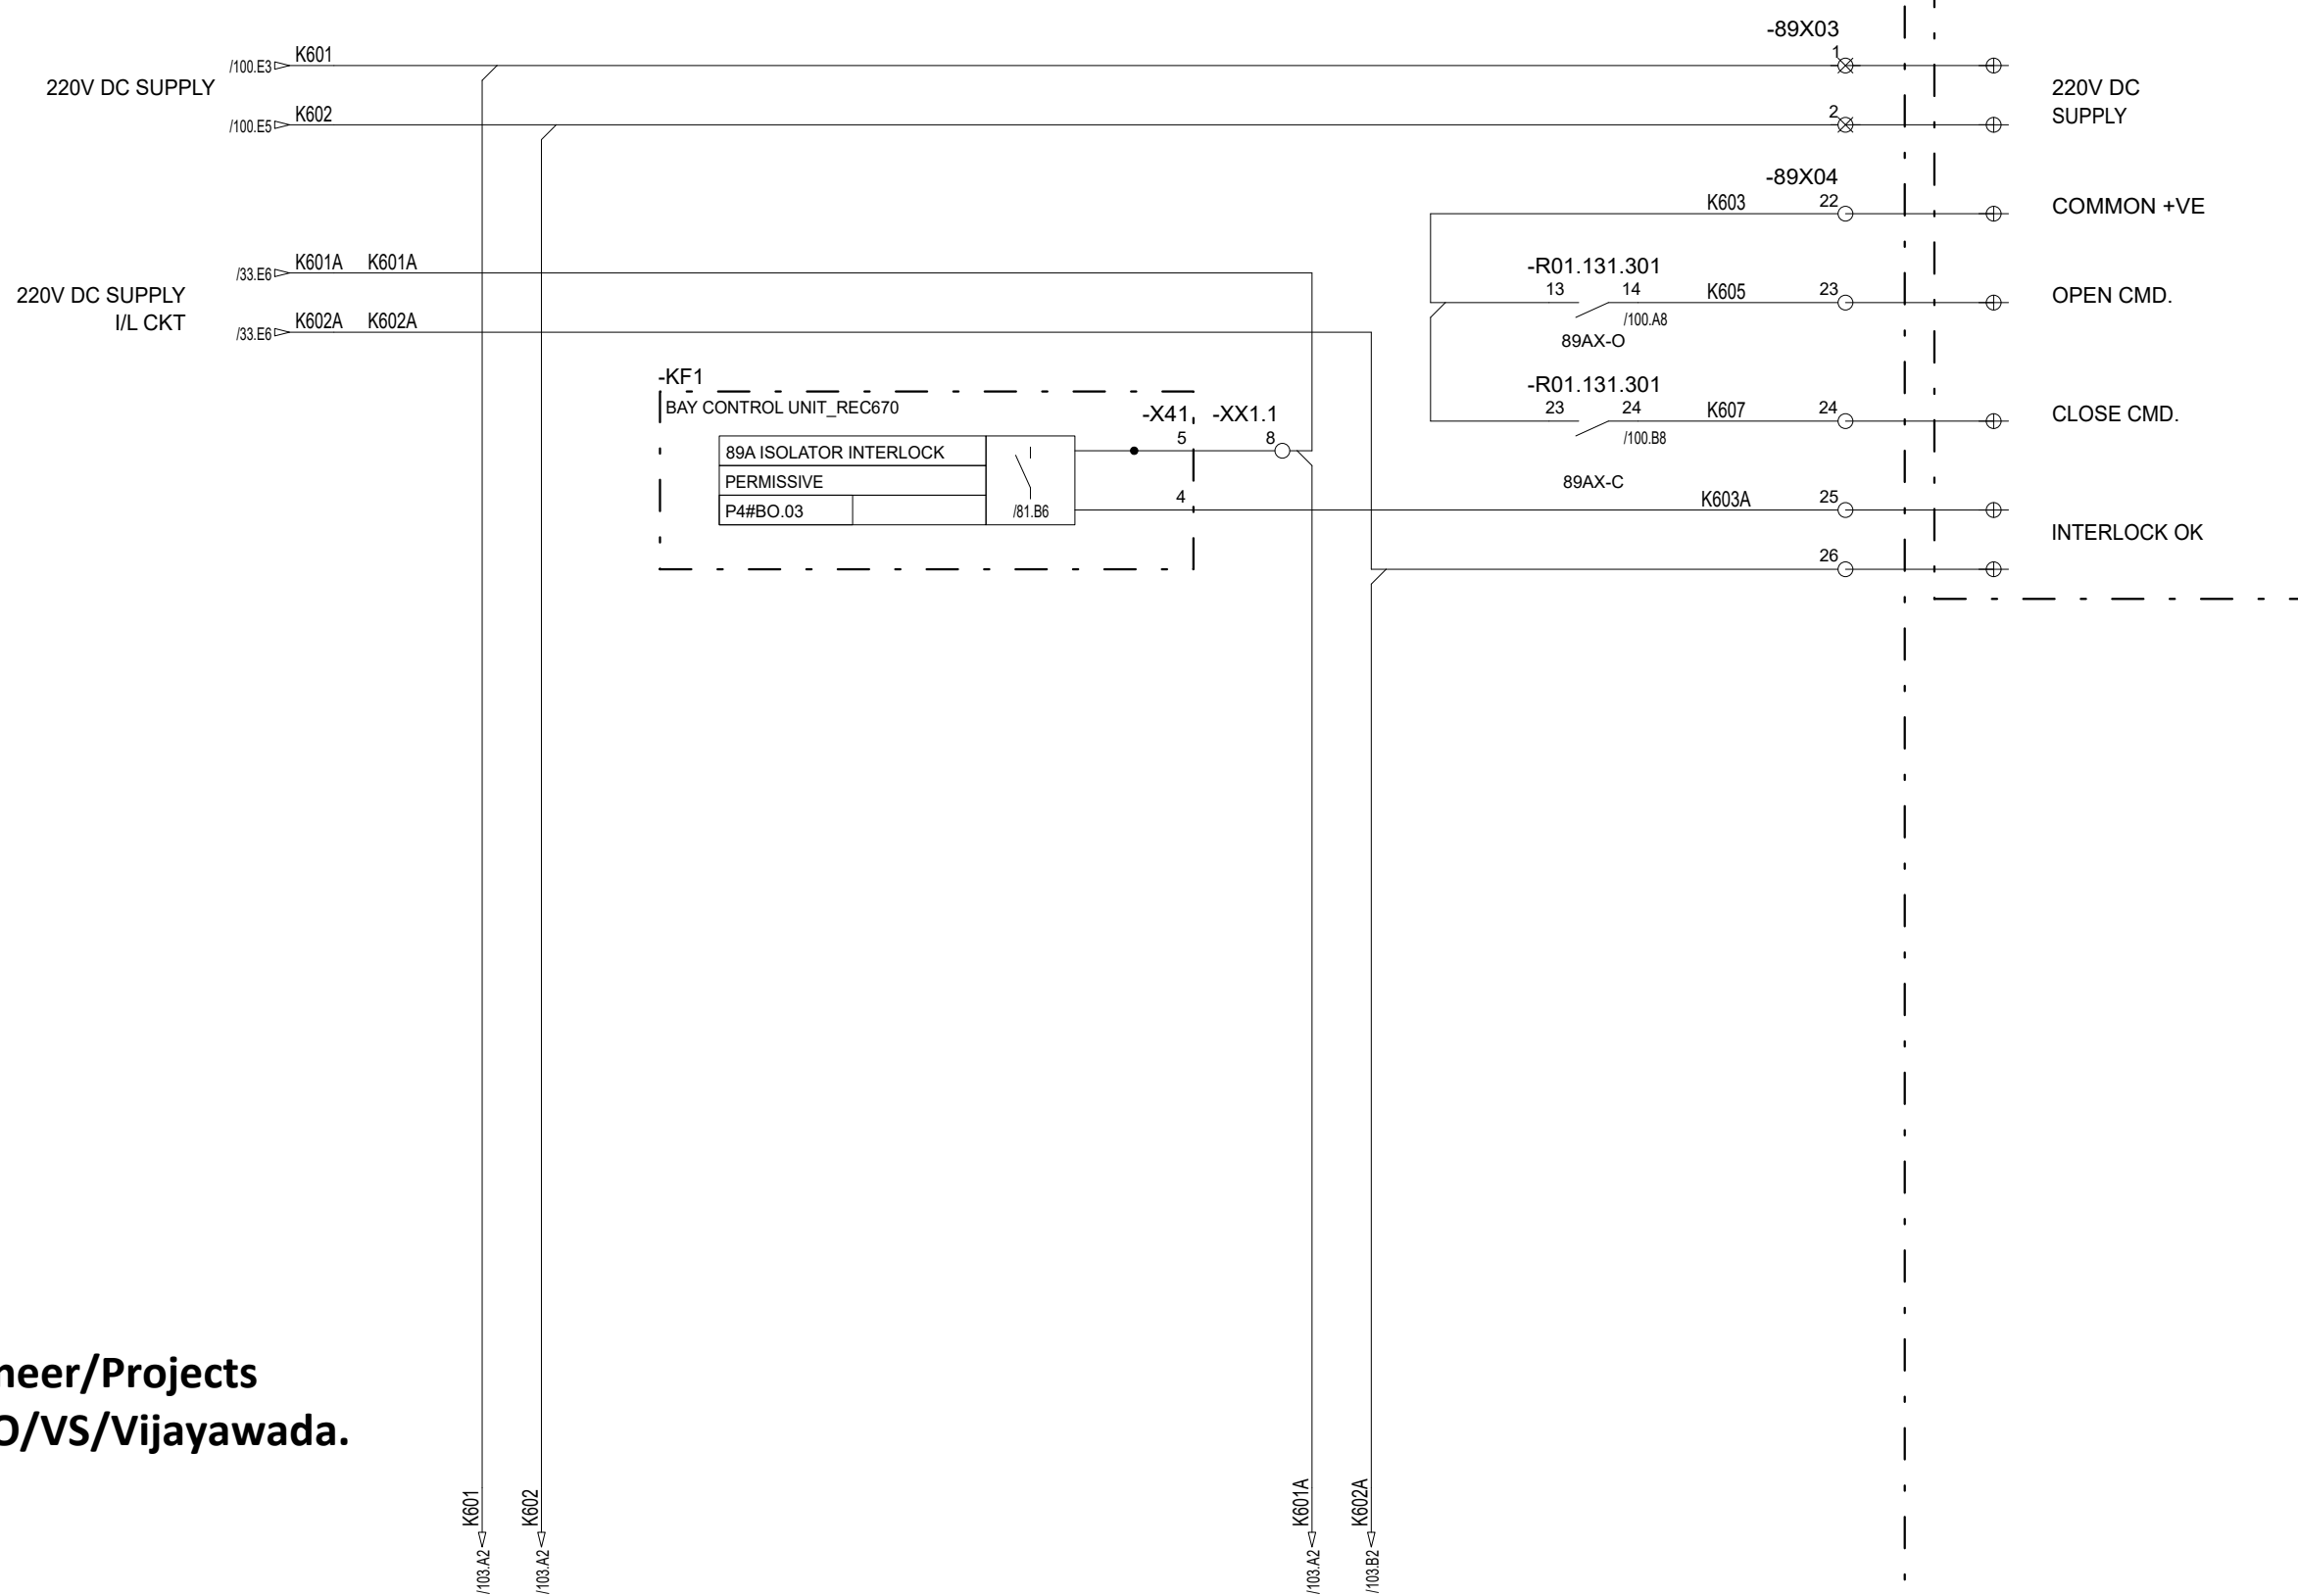 -89X03
/100.E3 K601 1
220V DC SUPPLY
220V DC
SUPPLY
/100.E5 K602 2
-89X04
K603 22 COMMON +VE
/33.E6 K601A K601A
220V DC SUPPLY
I/L CKT
/33.E6 K602A K602A
-R01.131.301
13 14 K605 23 OPEN CMD.
/100.A8
89AX-O
-KF1
BAY CONTROL UNIT_REC670
-X41 -XX1.1
-R01.131.301
23 24 K607 24 CLOSE CMD.
/100.B8
89A ISOLATOR INTERLOCK 5 8
PERMISSIVE
89AX-C
P4#BO.03 /81.B6 4 K603A 25
INTERLOCK OK
26
neer/Projects
O/VS/Vijayawada.
K601
/103.A2
K602
/103.A2
K601A
/103.A2
K602A
/103.B2